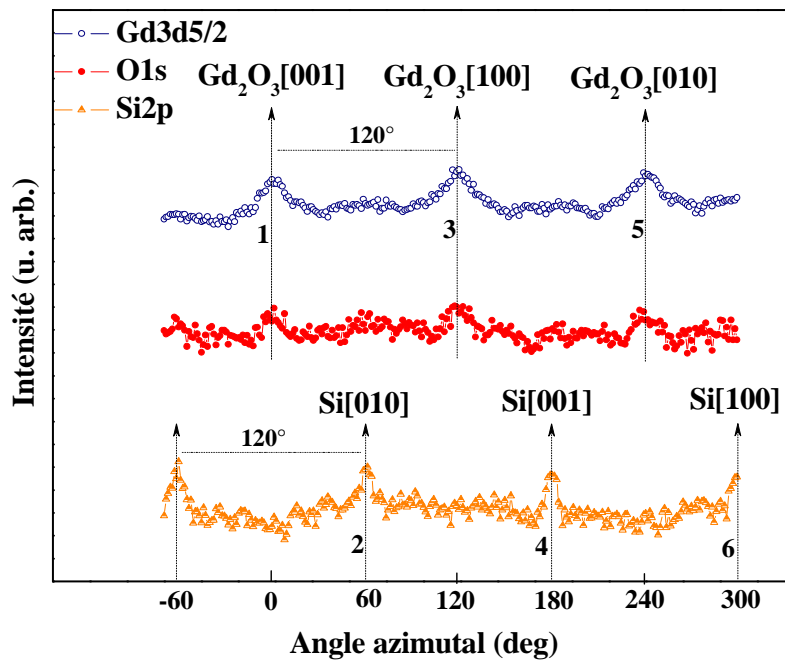 Gd3d5/2
O1s
Si2p
Gd₂O₃[001] Gd₂O₃[100] Gd₂O₃[010]
120°
1 3 5
Si[010] Si[001] Si[100]
120°
2 4 6
Intensité (u. arb.)
-60 0 60 120 180 240 300
Angle azimutal (deg)